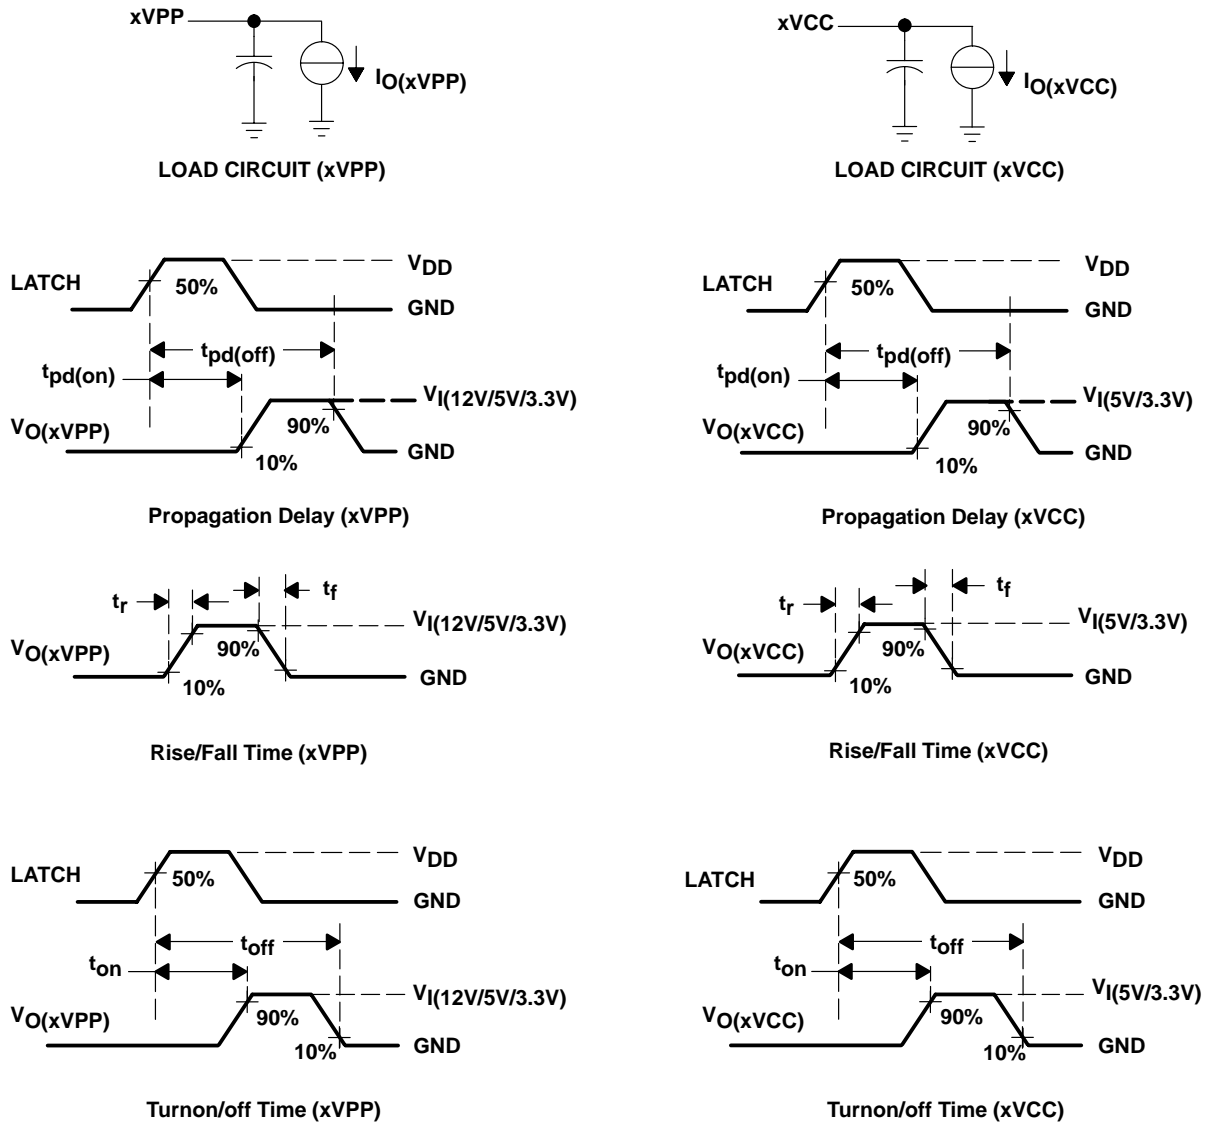 xVPP
IO(xVPP)
LOAD CIRCUIT (xVPP)
xVCC
IO(xVCC)
LOAD CIRCUIT (xVCC)
LATCH
50%
VDD
GND
tpd(off)
tpd(on)
VI(12V/5V/3.3V)
VO(xVPP)
90%
10%
GND
Propagation Delay (xVPP)
LATCH
50%
VDD
GND
tpd(off)
tpd(on)
VI(5V/3.3V)
VO(xVCC)
90%
10%
GND
Propagation Delay (xVCC)
tr
tf
VI(12V/5V/3.3V)
VO(xVPP)
90%
10%
GND
Rise/Fall Time (xVPP)
tr
tf
VI(5V/3.3V)
VO(xVCC)
90%
10%
GND
Rise/Fall Time (xVCC)
LATCH
50%
VDD
GND
toff
ton
VI(12V/5V/3.3V)
VO(xVPP)
90%
10%
GND
Turnon/off Time (xVPP)
LATCH
50%
VDD
GND
toff
ton
VI(5V/3.3V)
VO(xVCC)
90%
10%
GND
Turnon/off Time (xVCC)